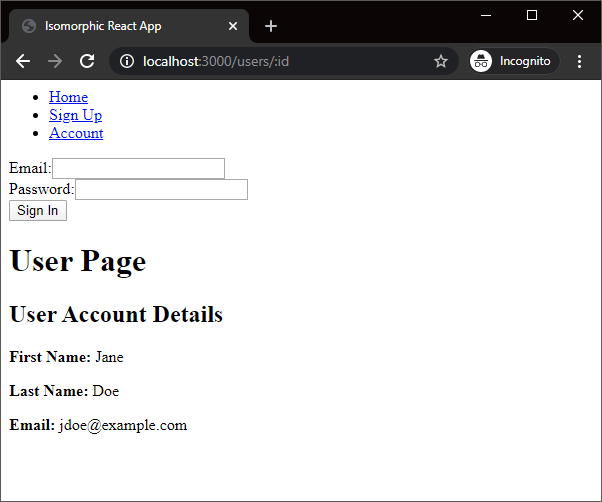 Isomorphic React App
localhost:3000/users/:id
Incognito
Home
Sign Up
Account
Email:
Password:
Sign In
User Page
User Account Details
First Name: Jane
Last Name: Doe
Email: jdoe@example.com